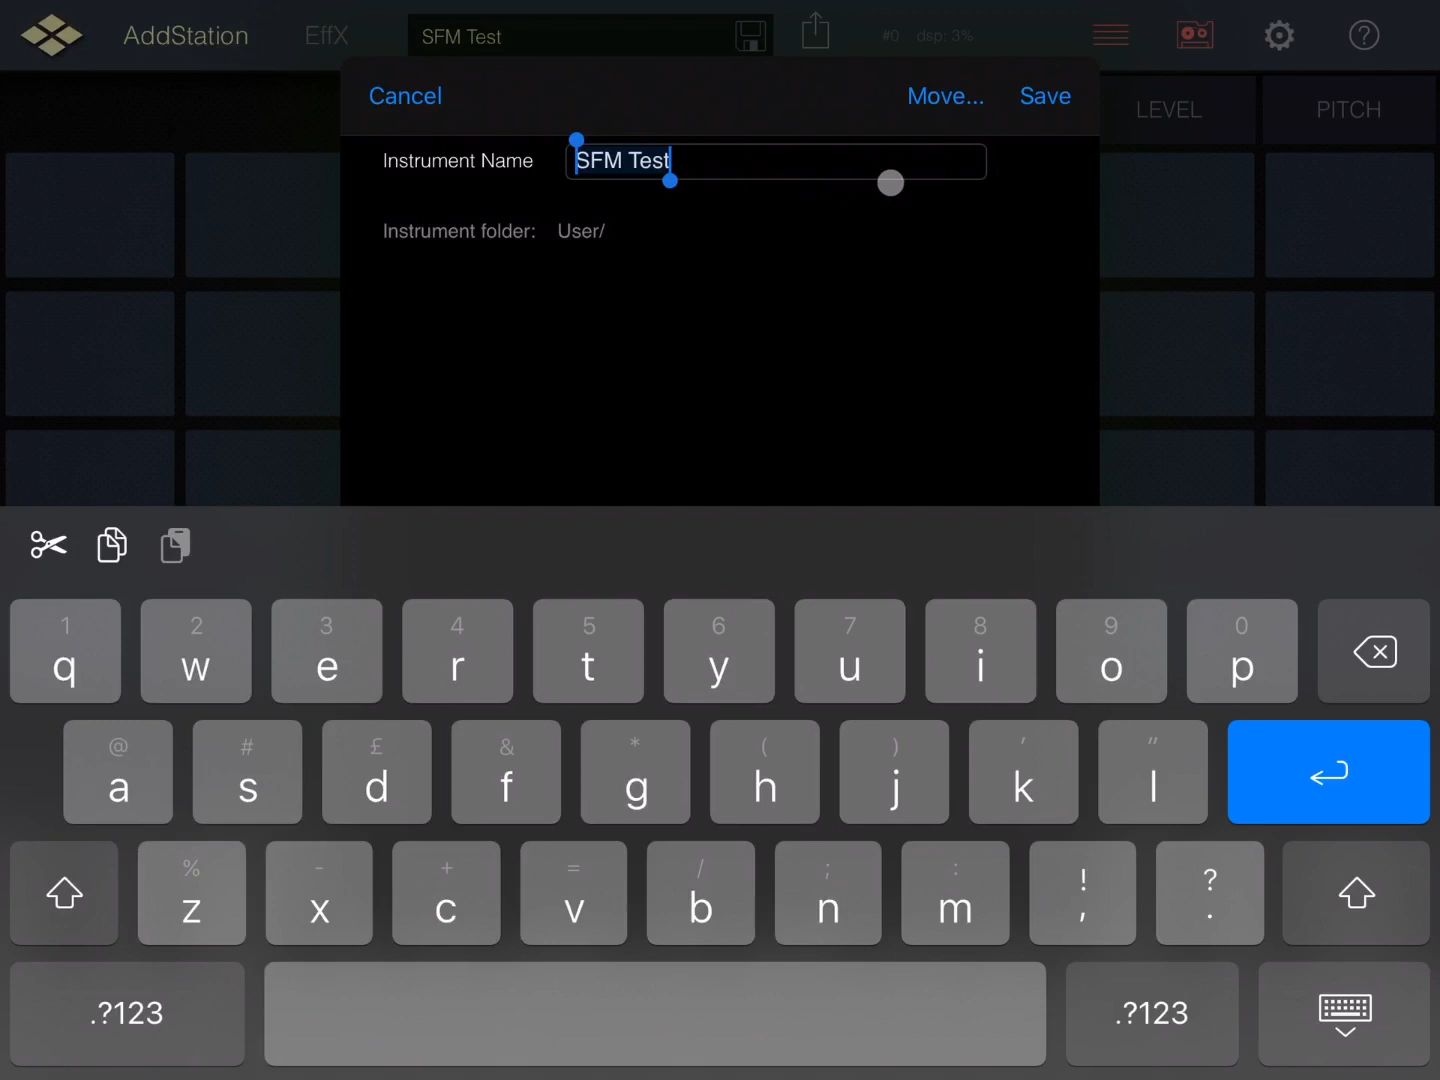 AddStation EffX SFM Test #0 dsp: 3% ?
Cancel Move... Save
LEVEL PITCH
Instrument Name SFM Test
Instrument folder: User/
1 2 3 4 5 6 7 8 9 0
q w e r t y u i o p
@ # £ & * ( ) ' "
a s d f g h j k l
% - + = / ; : ! ?
z x c v b n m , .
.?123 .?123